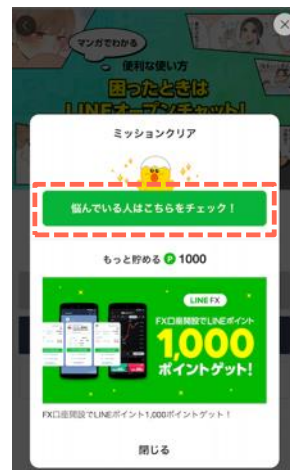 マンガでわかる
便利な使い方
困ったときは
LINEオープンチャット!
ミッションクリア
悩んでいる人はこちらをチェック！
もっと貯める P 1000
LINE FX
FX口座開設でLINEポイント
1,000
ポイントゲット!
FX口座開設でLINEポイント1,000ポイントゲット！
閉じる